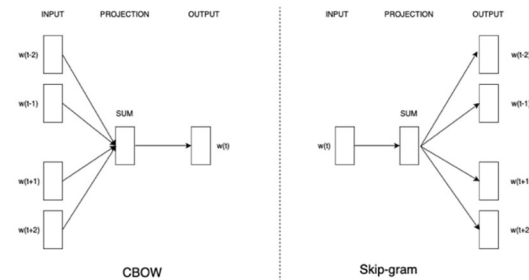 INPUT PROJECTION OUTPUT
w(t-2)
w(t-1)
SUM
w(t)
w(t+1)
w(t+2)
CBOW
INPUT PROJECTION OUTPUT
w(t-2)
w(t-1)
SUM
w(t)
w(t+1)
w(t+2)
Skip-gram